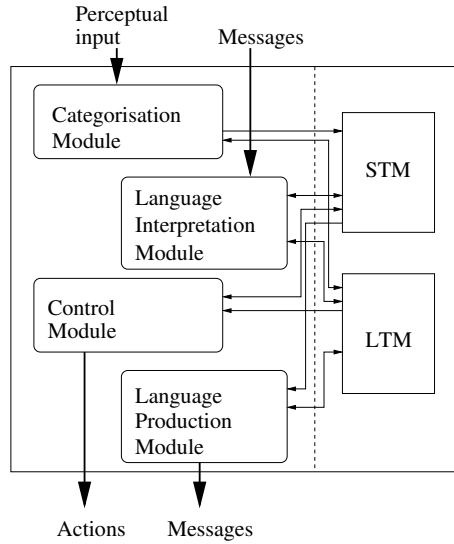 Perceptual
input
Messages
Categorisation
Module
STM
Language
Interpretation
Module
Control
Module
LTM
Language
Production
Module
Actions
Messages